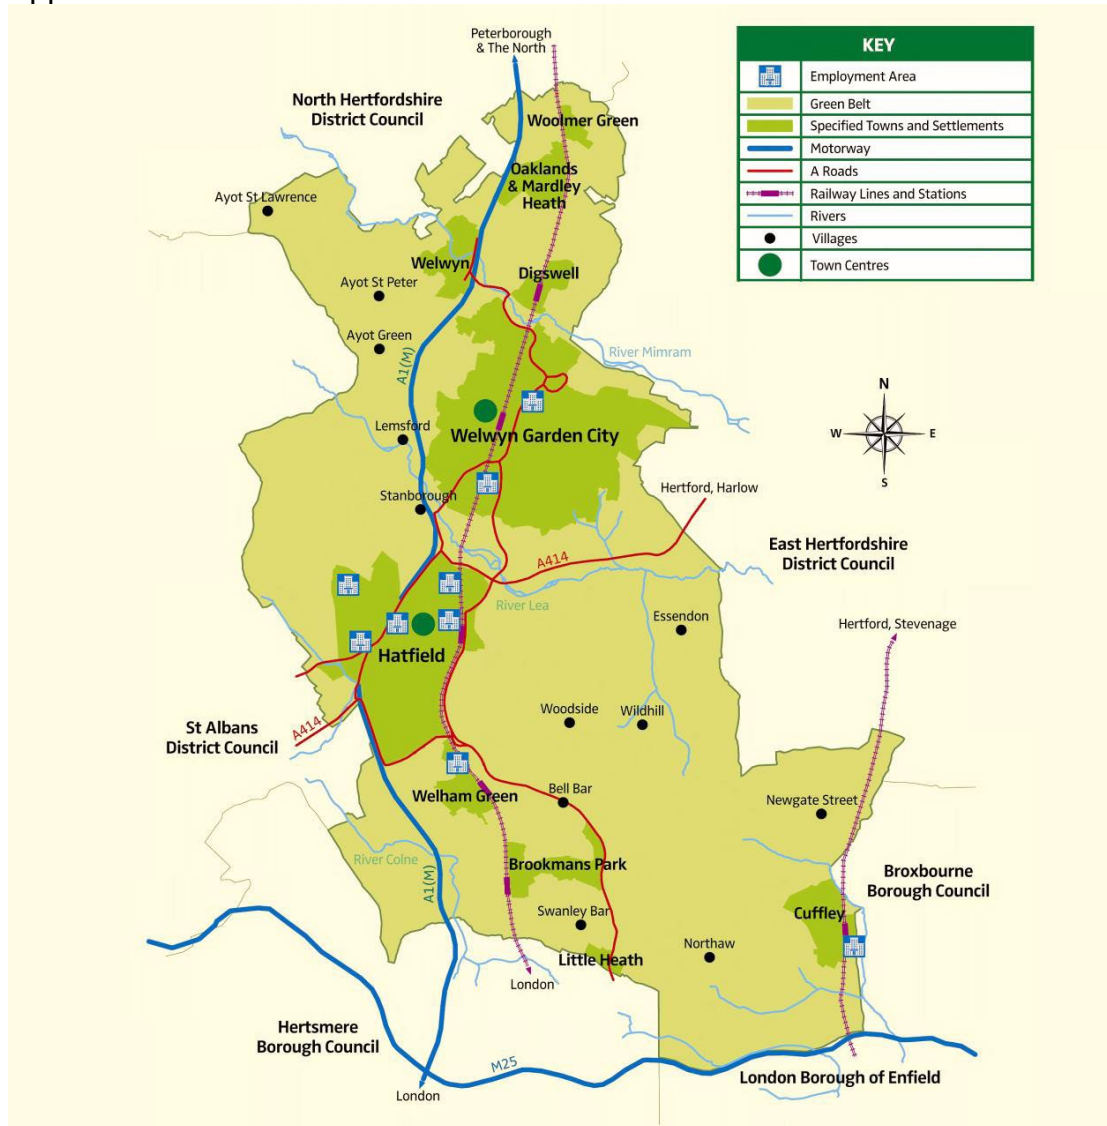 Peterborough
& The North
KEY
Employment Area
Green Belt
Specified Towns and Settlements
Motorway
A Roads
Railway Lines and Stations
Rivers
Villages
Town Centres
North Hertfordshire
District Council
Woolmer Green
Oaklands
& Mardley
Heath
Ayot St Lawrence
Welwyn
Digswell
Ayot St Peter
Ayot Green
A1(M)
River Mimram
N
W
E
S
Lemsford
Welwyn Garden City
Stanborough
Hertford, Harlow
East Hertfordshire
District Council
A414
River Lea
Essendon
Hertford, Stevenage
Hatfield
St Albans
District Council
A414
Woodside
Wildhill
Welham Green
Bell Bar
Newgate Street
River Colne
A1(M)
Brookmans Park
Broxbourne
Borough Council
Swanley Bar
Cuffley
Little Heath
Northaw
London
Hertsmere
Borough Council
M25
London
London Borough of Enfield